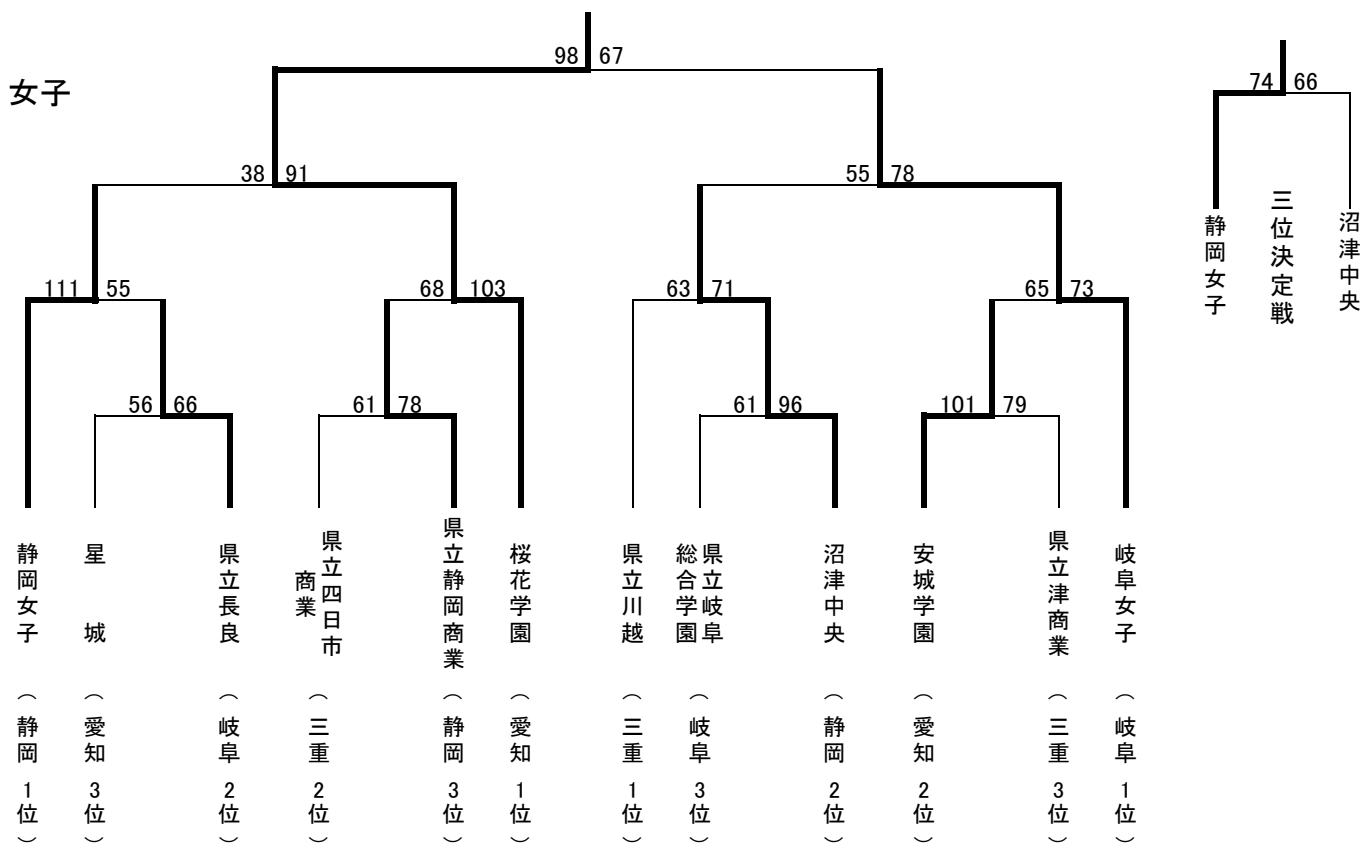 女子
98 67
74 66
38 91
55 78
111 55
68 103
63 71
65 73
56 66
61 78
61 96
101 79
静岡女子
三位決定戦
沼津中央
静岡女子（静岡1位）
星城（愛知3位）
県立長良（岐阜2位）
県立四日市
商業
（三重2位）
県立静岡商業（静岡3位）
桜花学園（愛知1位）
県立川越（三重1位）
県立岐阜
総合学園
（岐阜3位）
沼津中央（静岡2位）
安城学園（愛知2位）
県立津商業（三重3位）
岐阜女子（岐阜1位）